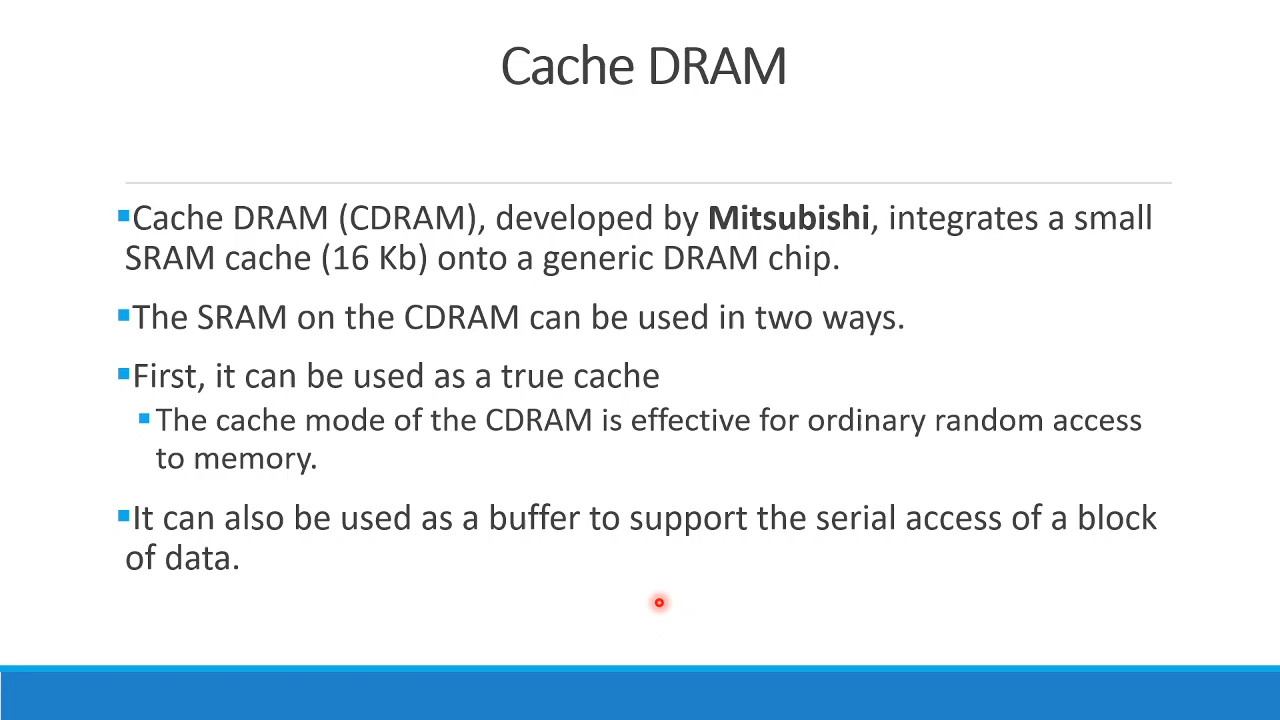 Cache DRAM
▪Cache DRAM (CDRAM), developed by Mitsubishi, integrates a small
SRAM cache (16 Kb) onto a generic DRAM chip.
▪The SRAM on the CDRAM can be used in two ways.
▪First, it can be used as a true cache
▪The cache mode of the CDRAM is effective for ordinary random access
to memory.
▪It can also be used as a buffer to support the serial access of a block
of data.